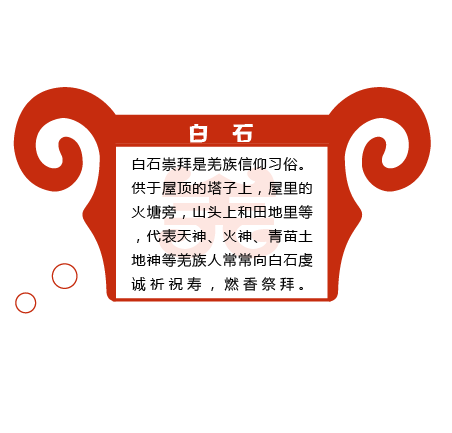 白 石
白石崇拜是羌族信仰习俗。
供于屋顶的塔子上，屋里的
火塘旁，山头上和田地里等
，代表天神、火神、青苗土
地神等羌族人常常向白石虔
诚祈祝寿，燃香祭拜。